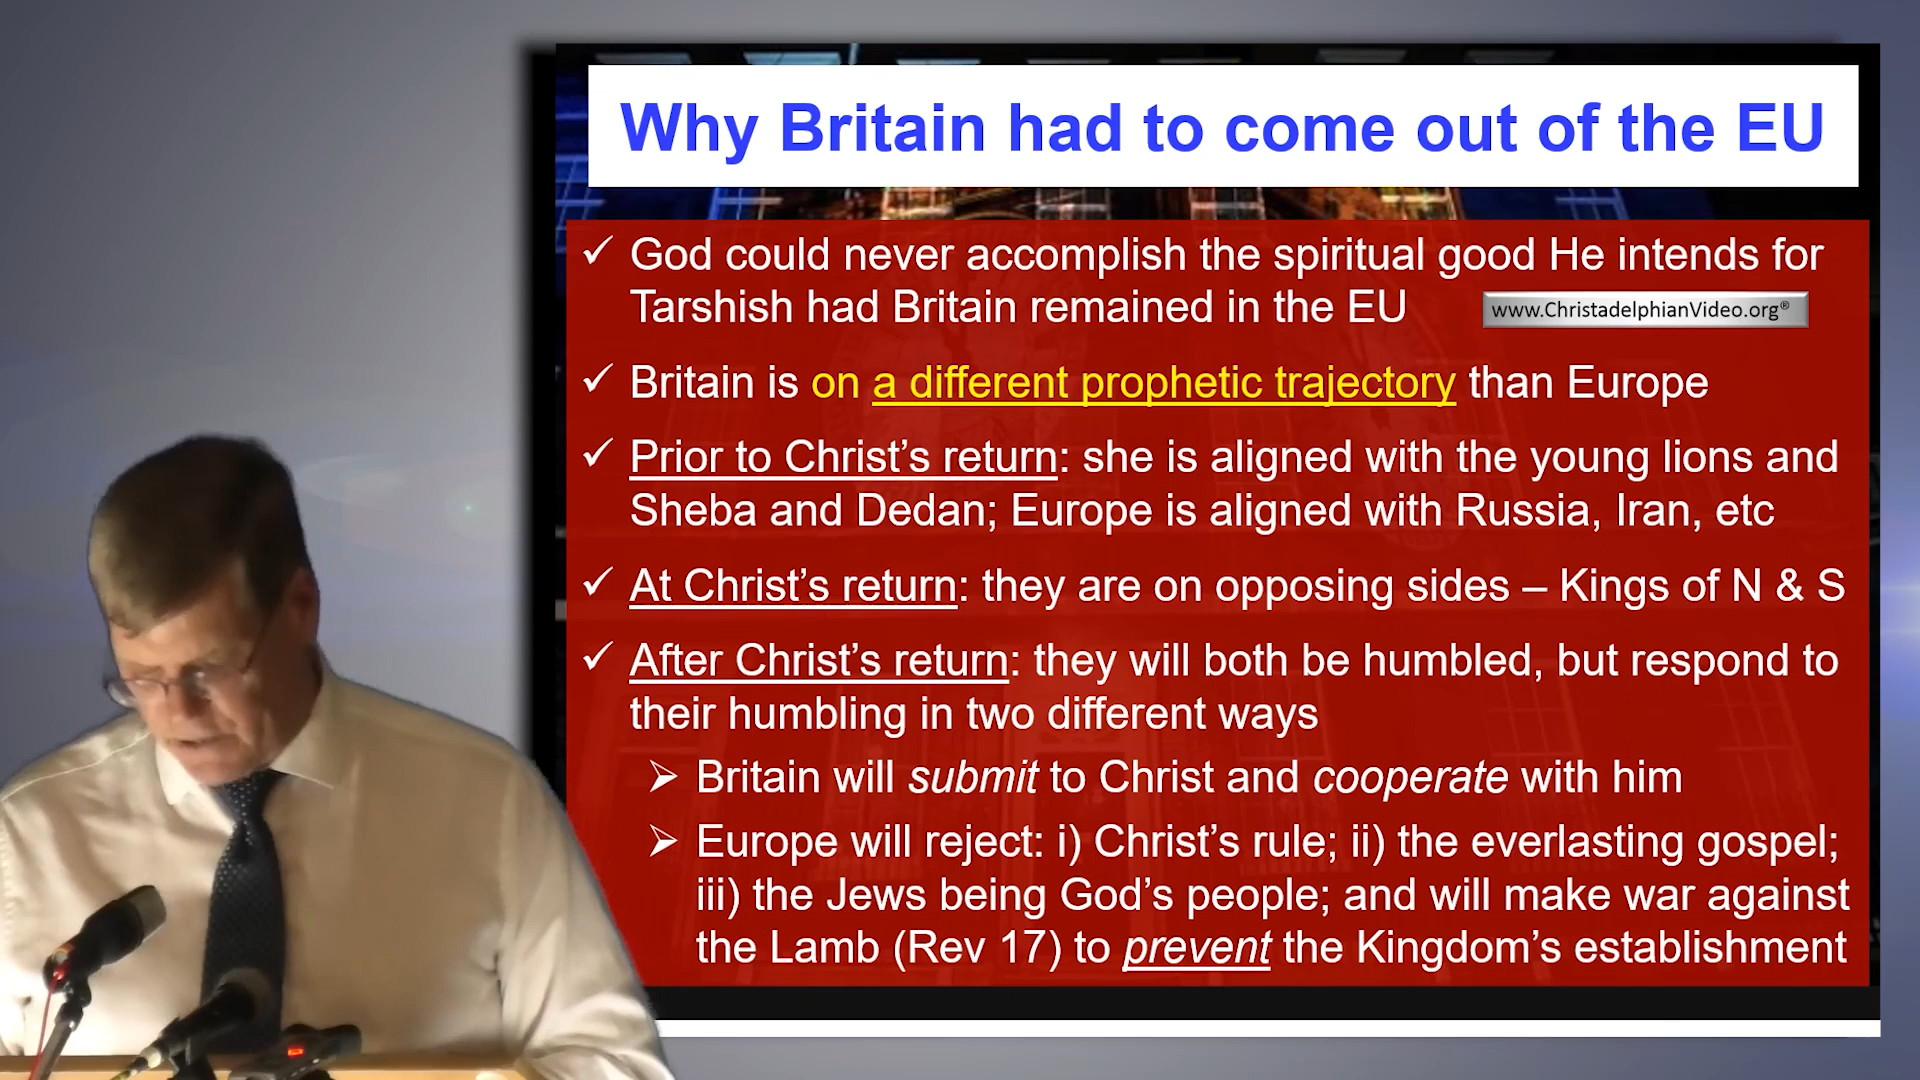 Why Britain had to come out of the EU
✓ God could never accomplish the spiritual good He intends for
Tarshish had Britain remained in the EU
www.ChristadelphianVideo.org®
✓ Britain is on a different prophetic trajectory than Europe
✓ Prior to Christ’s return: she is aligned with the young lions and
Sheba and Dedan; Europe is aligned with Russia, Iran, etc
✓ At Christ’s return: they are on opposing sides – Kings of N & S
✓ After Christ’s return: they will both be humbled, but respond to
their humbling in two different ways
➢ Britain will submit to Christ and cooperate with him
➢ Europe will reject: i) Christ’s rule; ii) the everlasting gospel;
iii) the Jews being God’s people; and will make war against
the Lamb (Rev 17) to prevent the Kingdom’s establishment